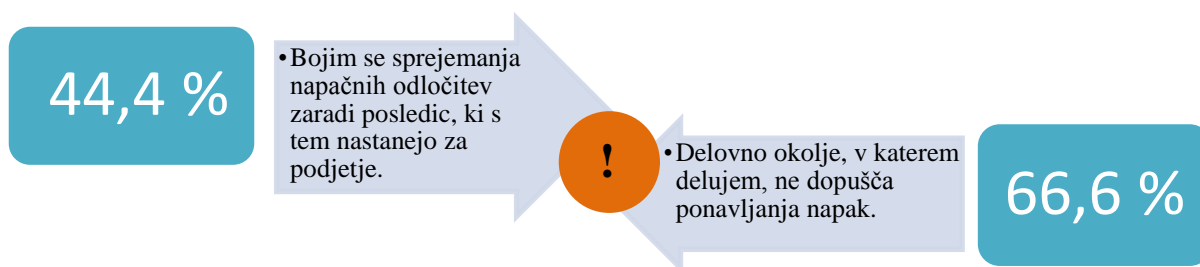 44,4 %
•Bojim se sprejemanja
napačnih odločitev
zaradi posledic, ki s
tem nastanejo za
podjetje.
!
•Delovno okolje, v katerem
delujem, ne dopušča
ponavljanja napak.
66,6 %